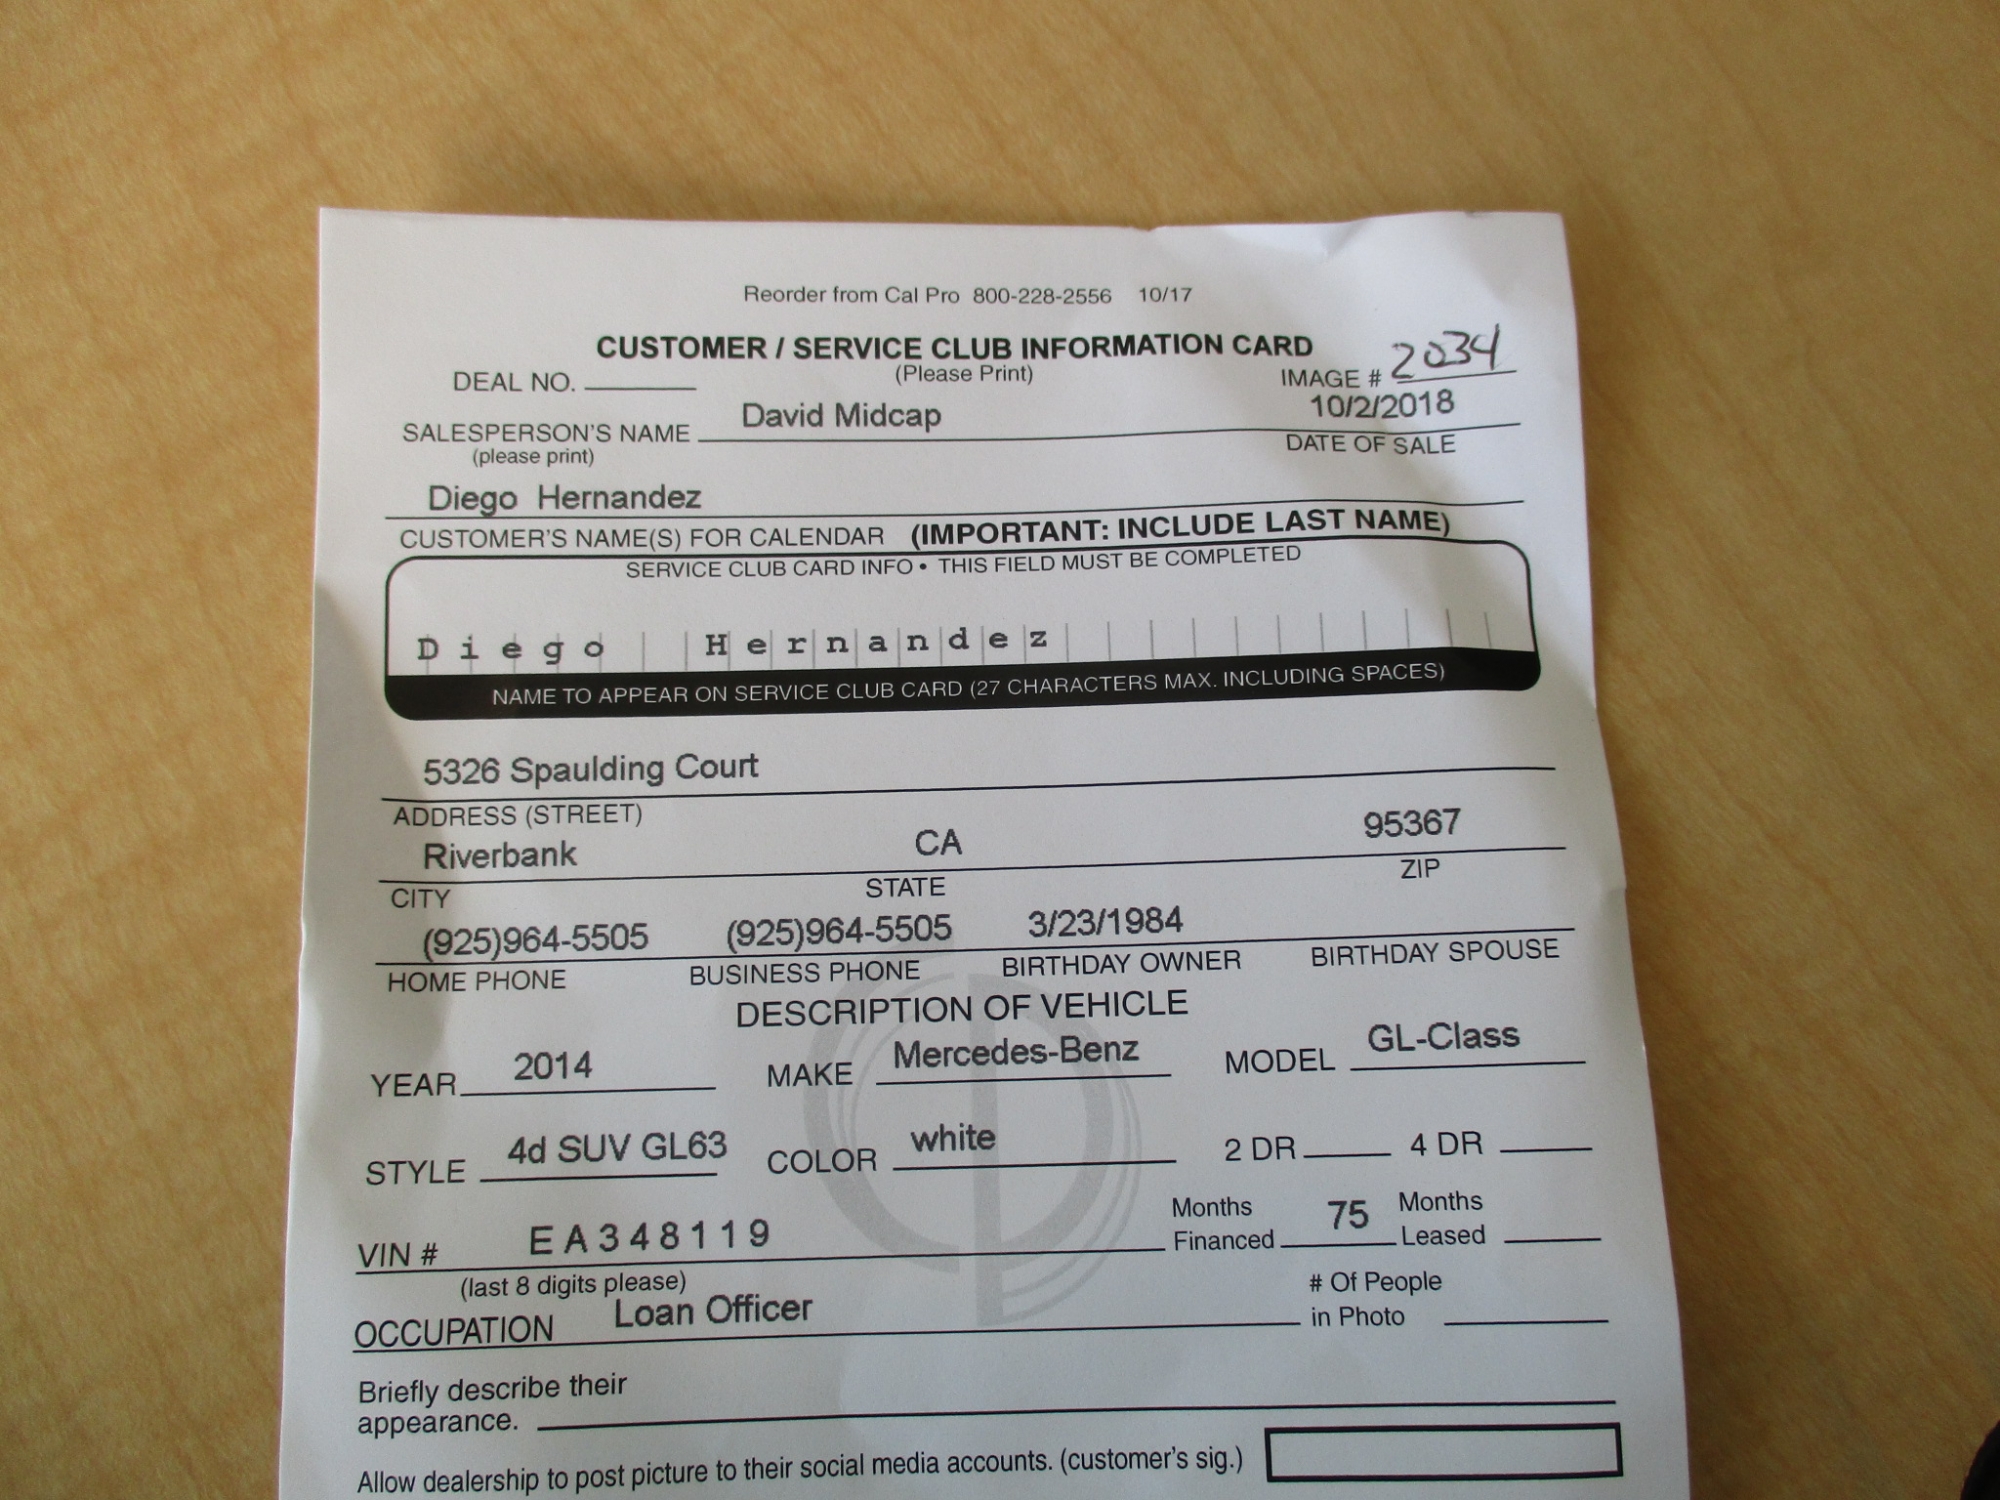 Reorder from Cal Pro 800-228-2556 10/17
CUSTOMER / SERVICE CLUB INFORMATION CARD
(Please Print)
DEAL NO. IMAGE # 2034
David Midcap 10/2/2018
SALESPERSON'S NAME DATE OF SALE
(please print)
Diego Hernandez
CUSTOMER'S NAME(S) FOR CALENDAR (IMPORTANT: INCLUDE LAST NAME)
SERVICE CLUB CARD INFO • THIS FIELD MUST BE COMPLETED
Diego Hernandez
NAME TO APPEAR ON SERVICE CLUB CARD (27 CHARACTERS MAX. INCLUDING SPACES)
5326 Spaulding Court
ADDRESS (STREET)
Riverbank CA 95367
CITY STATE ZIP
(925)964-5505 (925)964-5505 3/23/1984
HOME PHONE BUSINESS PHONE BIRTHDAY OWNER BIRTHDAY SPOUSE
DESCRIPTION OF VEHICLE
YEAR 2014 MAKE Mercedes-Benz MODEL GL-Class
STYLE 4d SUV GL63 COLOR white 2 DR 4 DR
VIN # EA348119 Months Financed 75 Months Leased
(last 8 digits please)
OCCUPATION Loan Officer # Of People in Photo
Briefly describe their
appearance.
Allow dealership to post picture to their social media accounts. (customer's sig.)